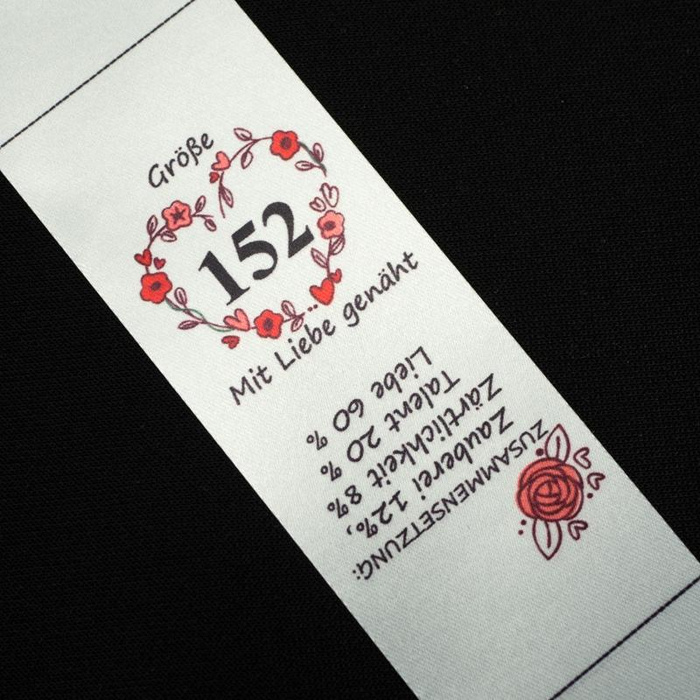 Größe
152
Mit Liebe genäht
ZUSAMMENSETZUNG:
Zauberei 12%,
Zärtlichkeit 8%
Talent 20 %
Liebe 60 %